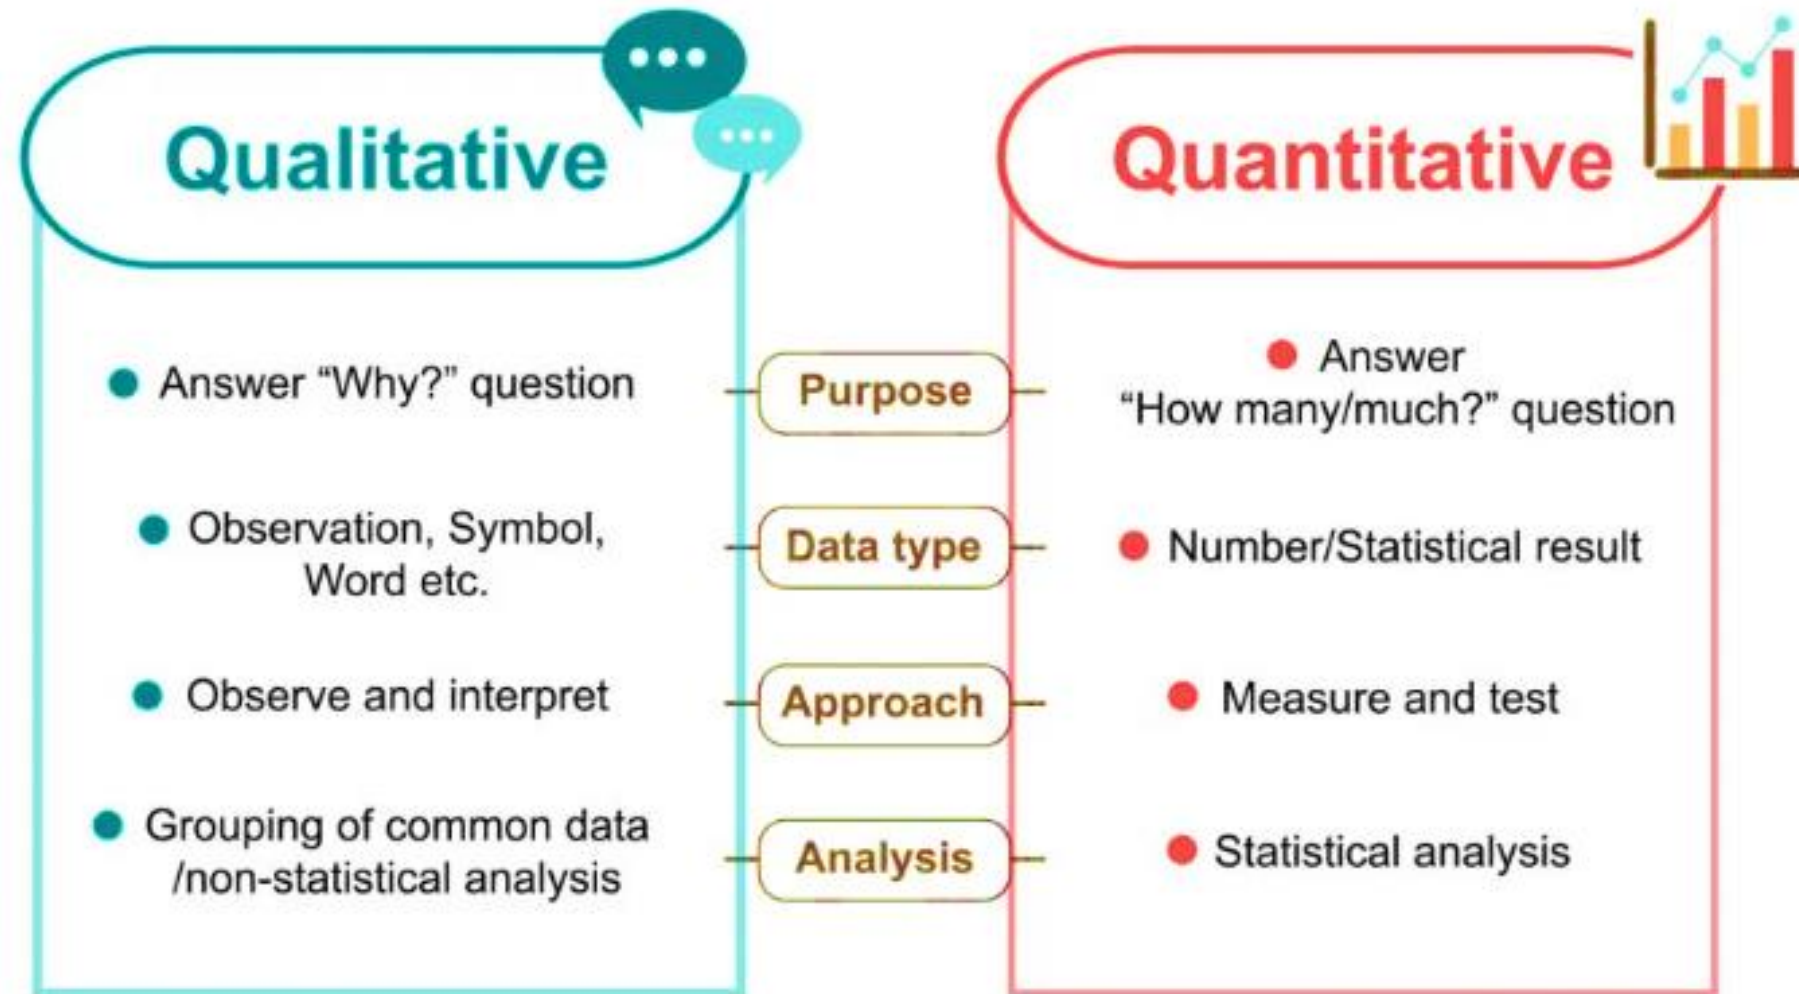 Qualitative
Quantitative
Answer “Why?” question
Purpose
Answer
“How many/much?” question
Observation, Symbol,
Word etc.
Data type
Number/Statistical result
Observe and interpret
Approach
Measure and test
Grouping of common data
/non-statistical analysis
Analysis
Statistical analysis